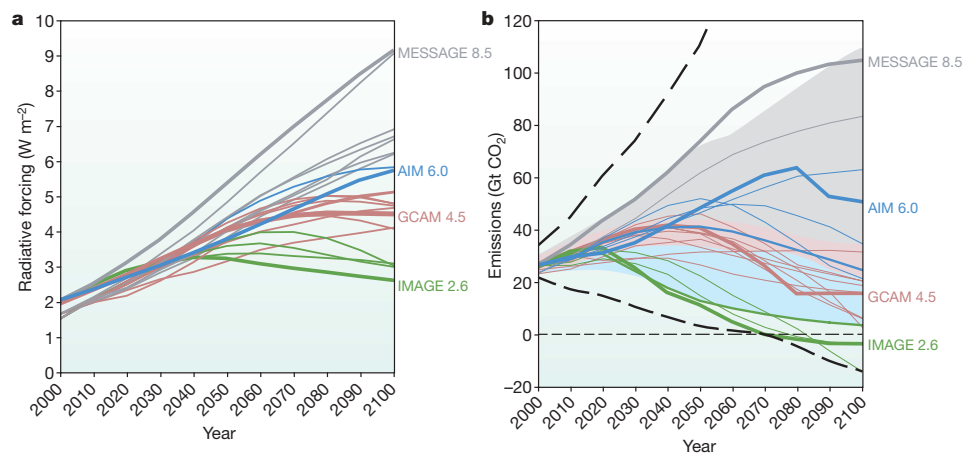 a
Radiative forcing (W m–2)
10
9
8
7
6
5
4
3
2
1
0
MESSAGE 8.5
AIM 6.0
GCAM 4.5
IMAGE 2.6
2000
2010
2020
2030
2040
2050
2060
2070
2080
2090
2100
Year
b
Emissions (Gt CO2)
120
100
80
60
40
20
0
–20
MESSAGE 8.5
AIM 6.0
GCAM 4.5
IMAGE 2.6
2000
2010
2020
2030
2040
2050
2060
2070
2080
2090
2100
Year